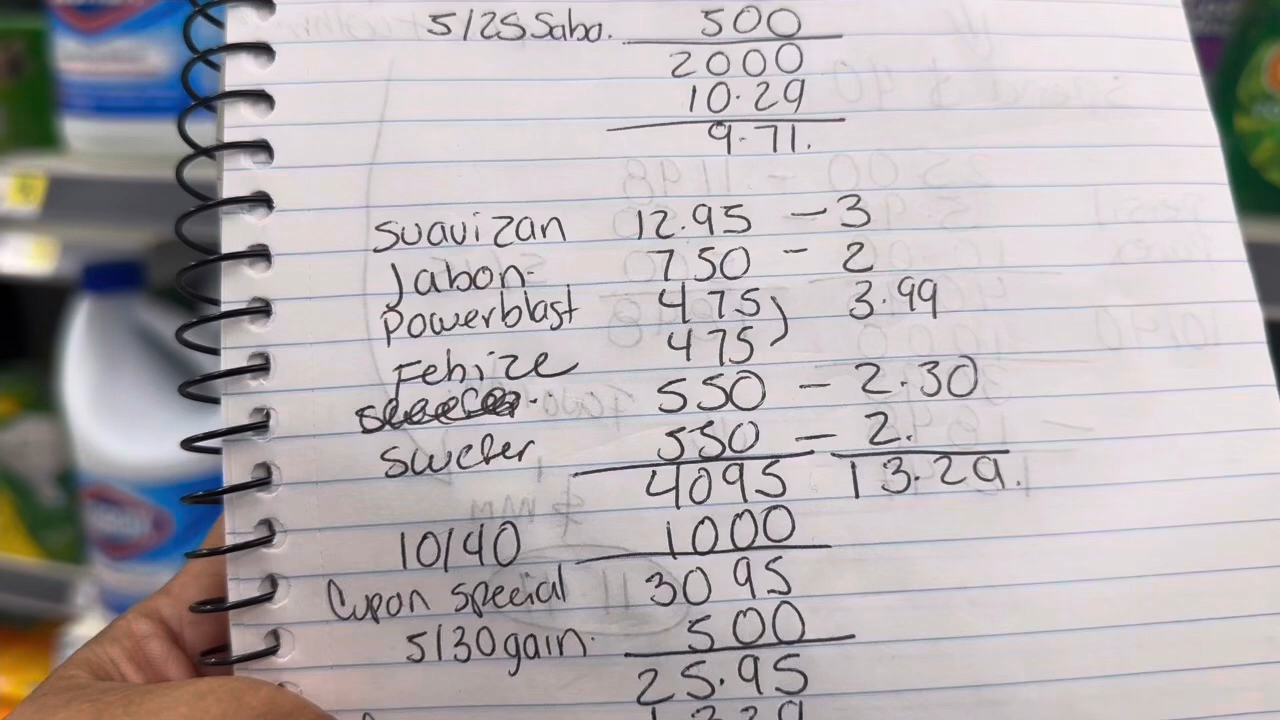 5/25 Sabo. 500
2000
10.29
9.71.
suavizan 12.95 - 3
Jabon- 750 - 2
Powerblast 475) 3.99
475
Febize 550 - 2.30
Sweter 550 - 2.
4095 13.29.
10/40 1000
Cupon special 3095
5/30 gain. 500
25.95
1329